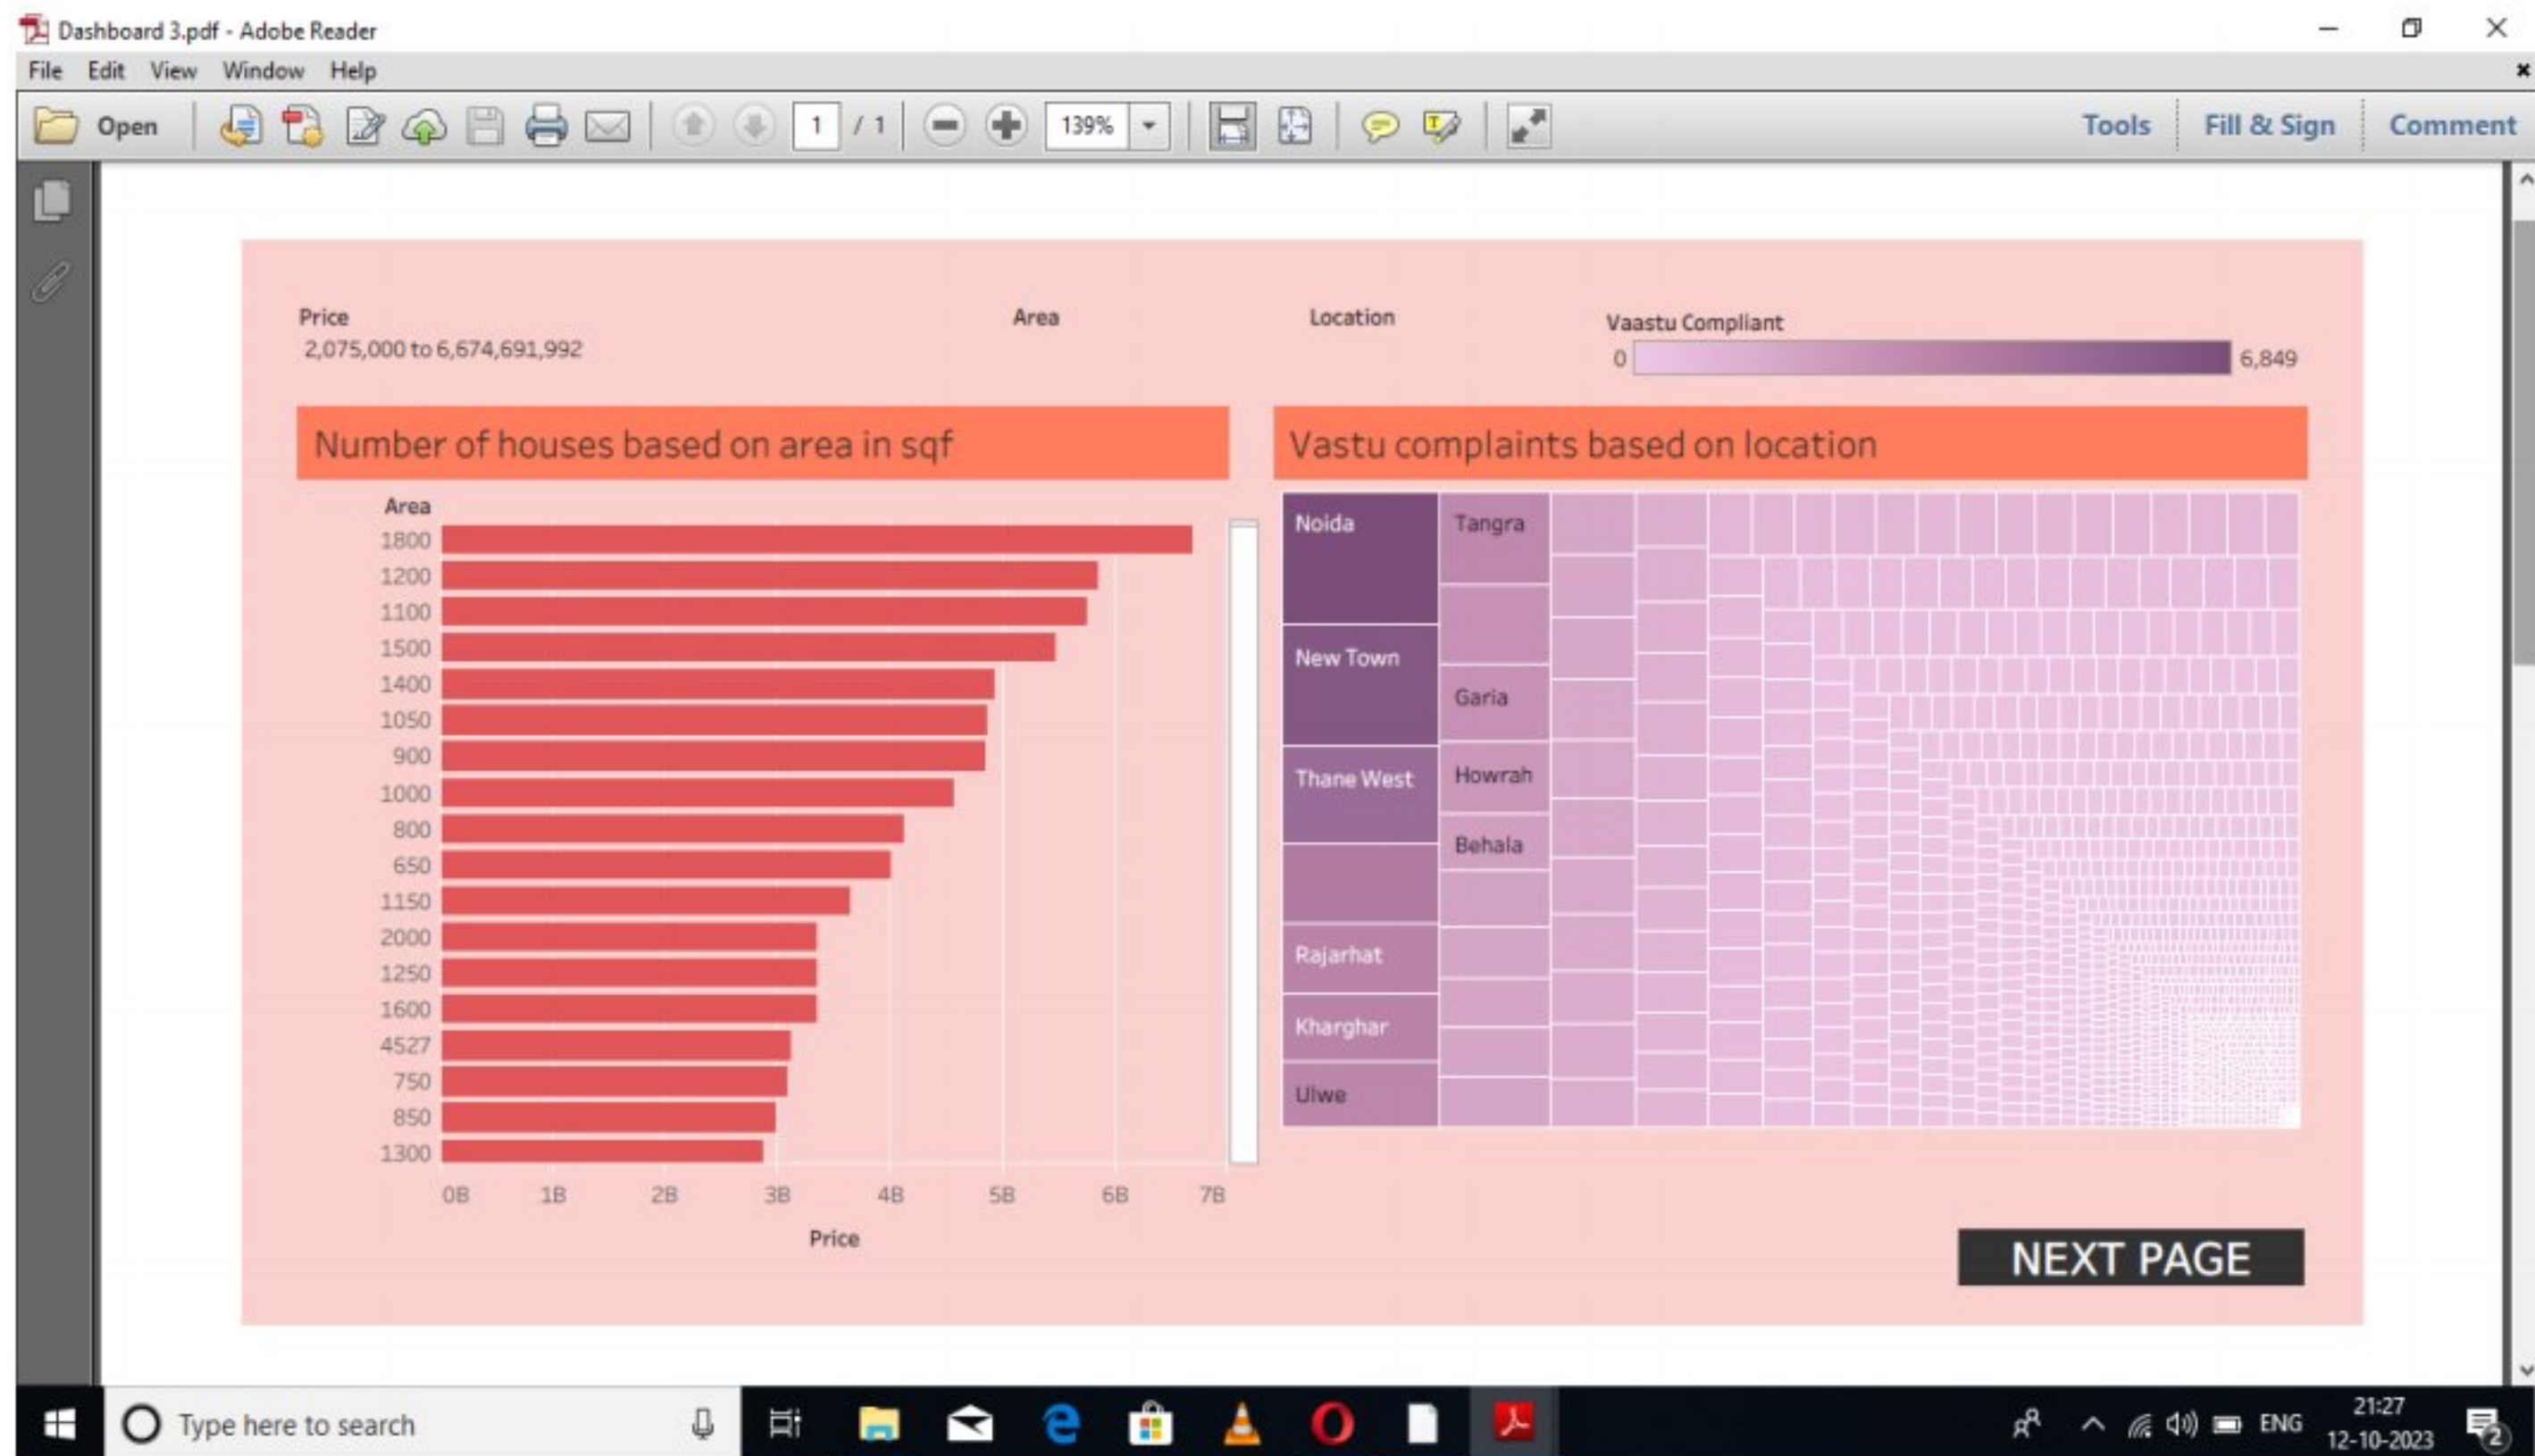 Dashboard 3.pdf - Adobe Reader
File Edit View Window Help
Open 1 / 1 139% Tools Fill & Sign Comment
Price
2,075,000 to 6,674,691,992
Area
Location
Vaastu Compliant
0 6,849
Number of houses based on area in sqf
Area
1800
1200
1100
1500
1400
1050
900
1000
800
650
1150
2000
1250
1600
4527
750
850
1300
0B 1B 2B 3B 4B 5B 6B 7B
Price
Vastu complaints based on location
Noida
New Town
Thane West
Rajarhat
Kharghar
Ulwe
Tangra
Garia
Howrah
Behala
NEXT PAGE
Type here to search
ENG
21:27
12-10-2023
2